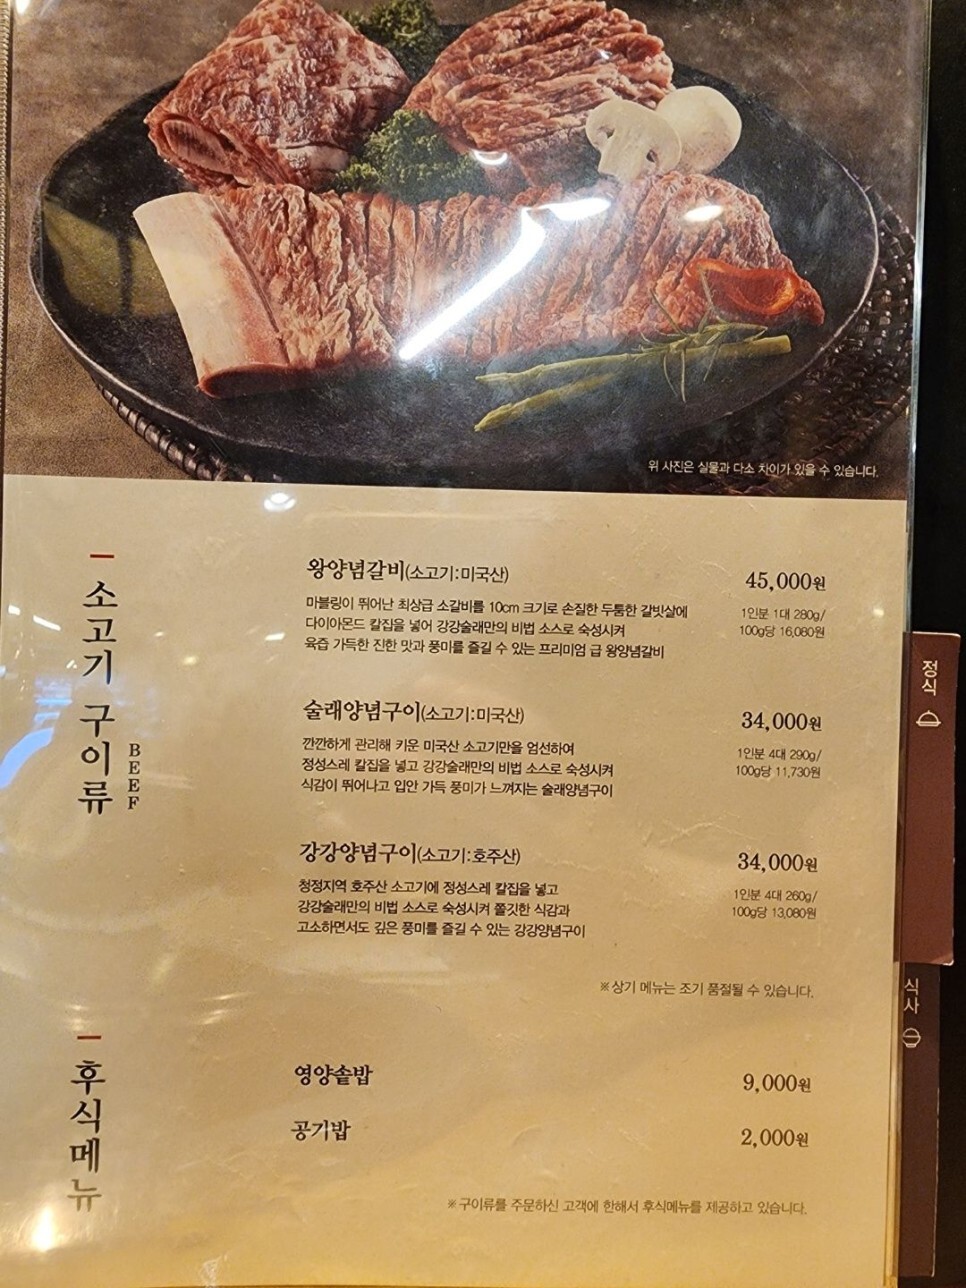 위 사진은 실물과 다소 차이가 있을 수 있습니다.
소고기 구이류
BEEF
왕양념갈비(소고기:미국산)
45,000원
마블링이 뛰어난 최상급 소갈비를 10cm 크기로 손질한 두툼한 갈빗살에
다이아몬드 칼집을 넣어 강강술래만의 비법 소스로 숙성시켜
육즙 가득한 진한 맛과 풍미를 즐길 수 있는 프리미엄 급 왕양념갈비
1인분 1대 280g/
100g당 16,080원
술래양념구이(소고기:미국산)
34,000원
깐깐하게 관리해 키운 미국산 소고기만을 엄선하여
정성스레 칼집을 넣고 강강술래만의 비법 소스로 숙성시켜
식감이 뛰어나고 입안 가득 풍미가 느껴지는 술래양념구이
1인분 4대 290g/
100g당 11,730원
강강양념구이(소고기:호주산)
34,000원
청정지역 호주산 소고기에 정성스레 칼집을 넣고
강강술래만의 비법 소스로 숙성시켜 쫄깃한 식감과
고소하면서도 깊은 풍미를 즐길 수 있는 강강양념구이
1인분 4대 260g/
100g당 13,080원
※ 상기 메뉴는 조기 품절될 수 있습니다.
후식메뉴
영양솥밥
9,000원
공기밥
2,000원
※ 구이류를 주문하신 고객에 한해서 후식메뉴를 제공하고 있습니다.
정식
식사